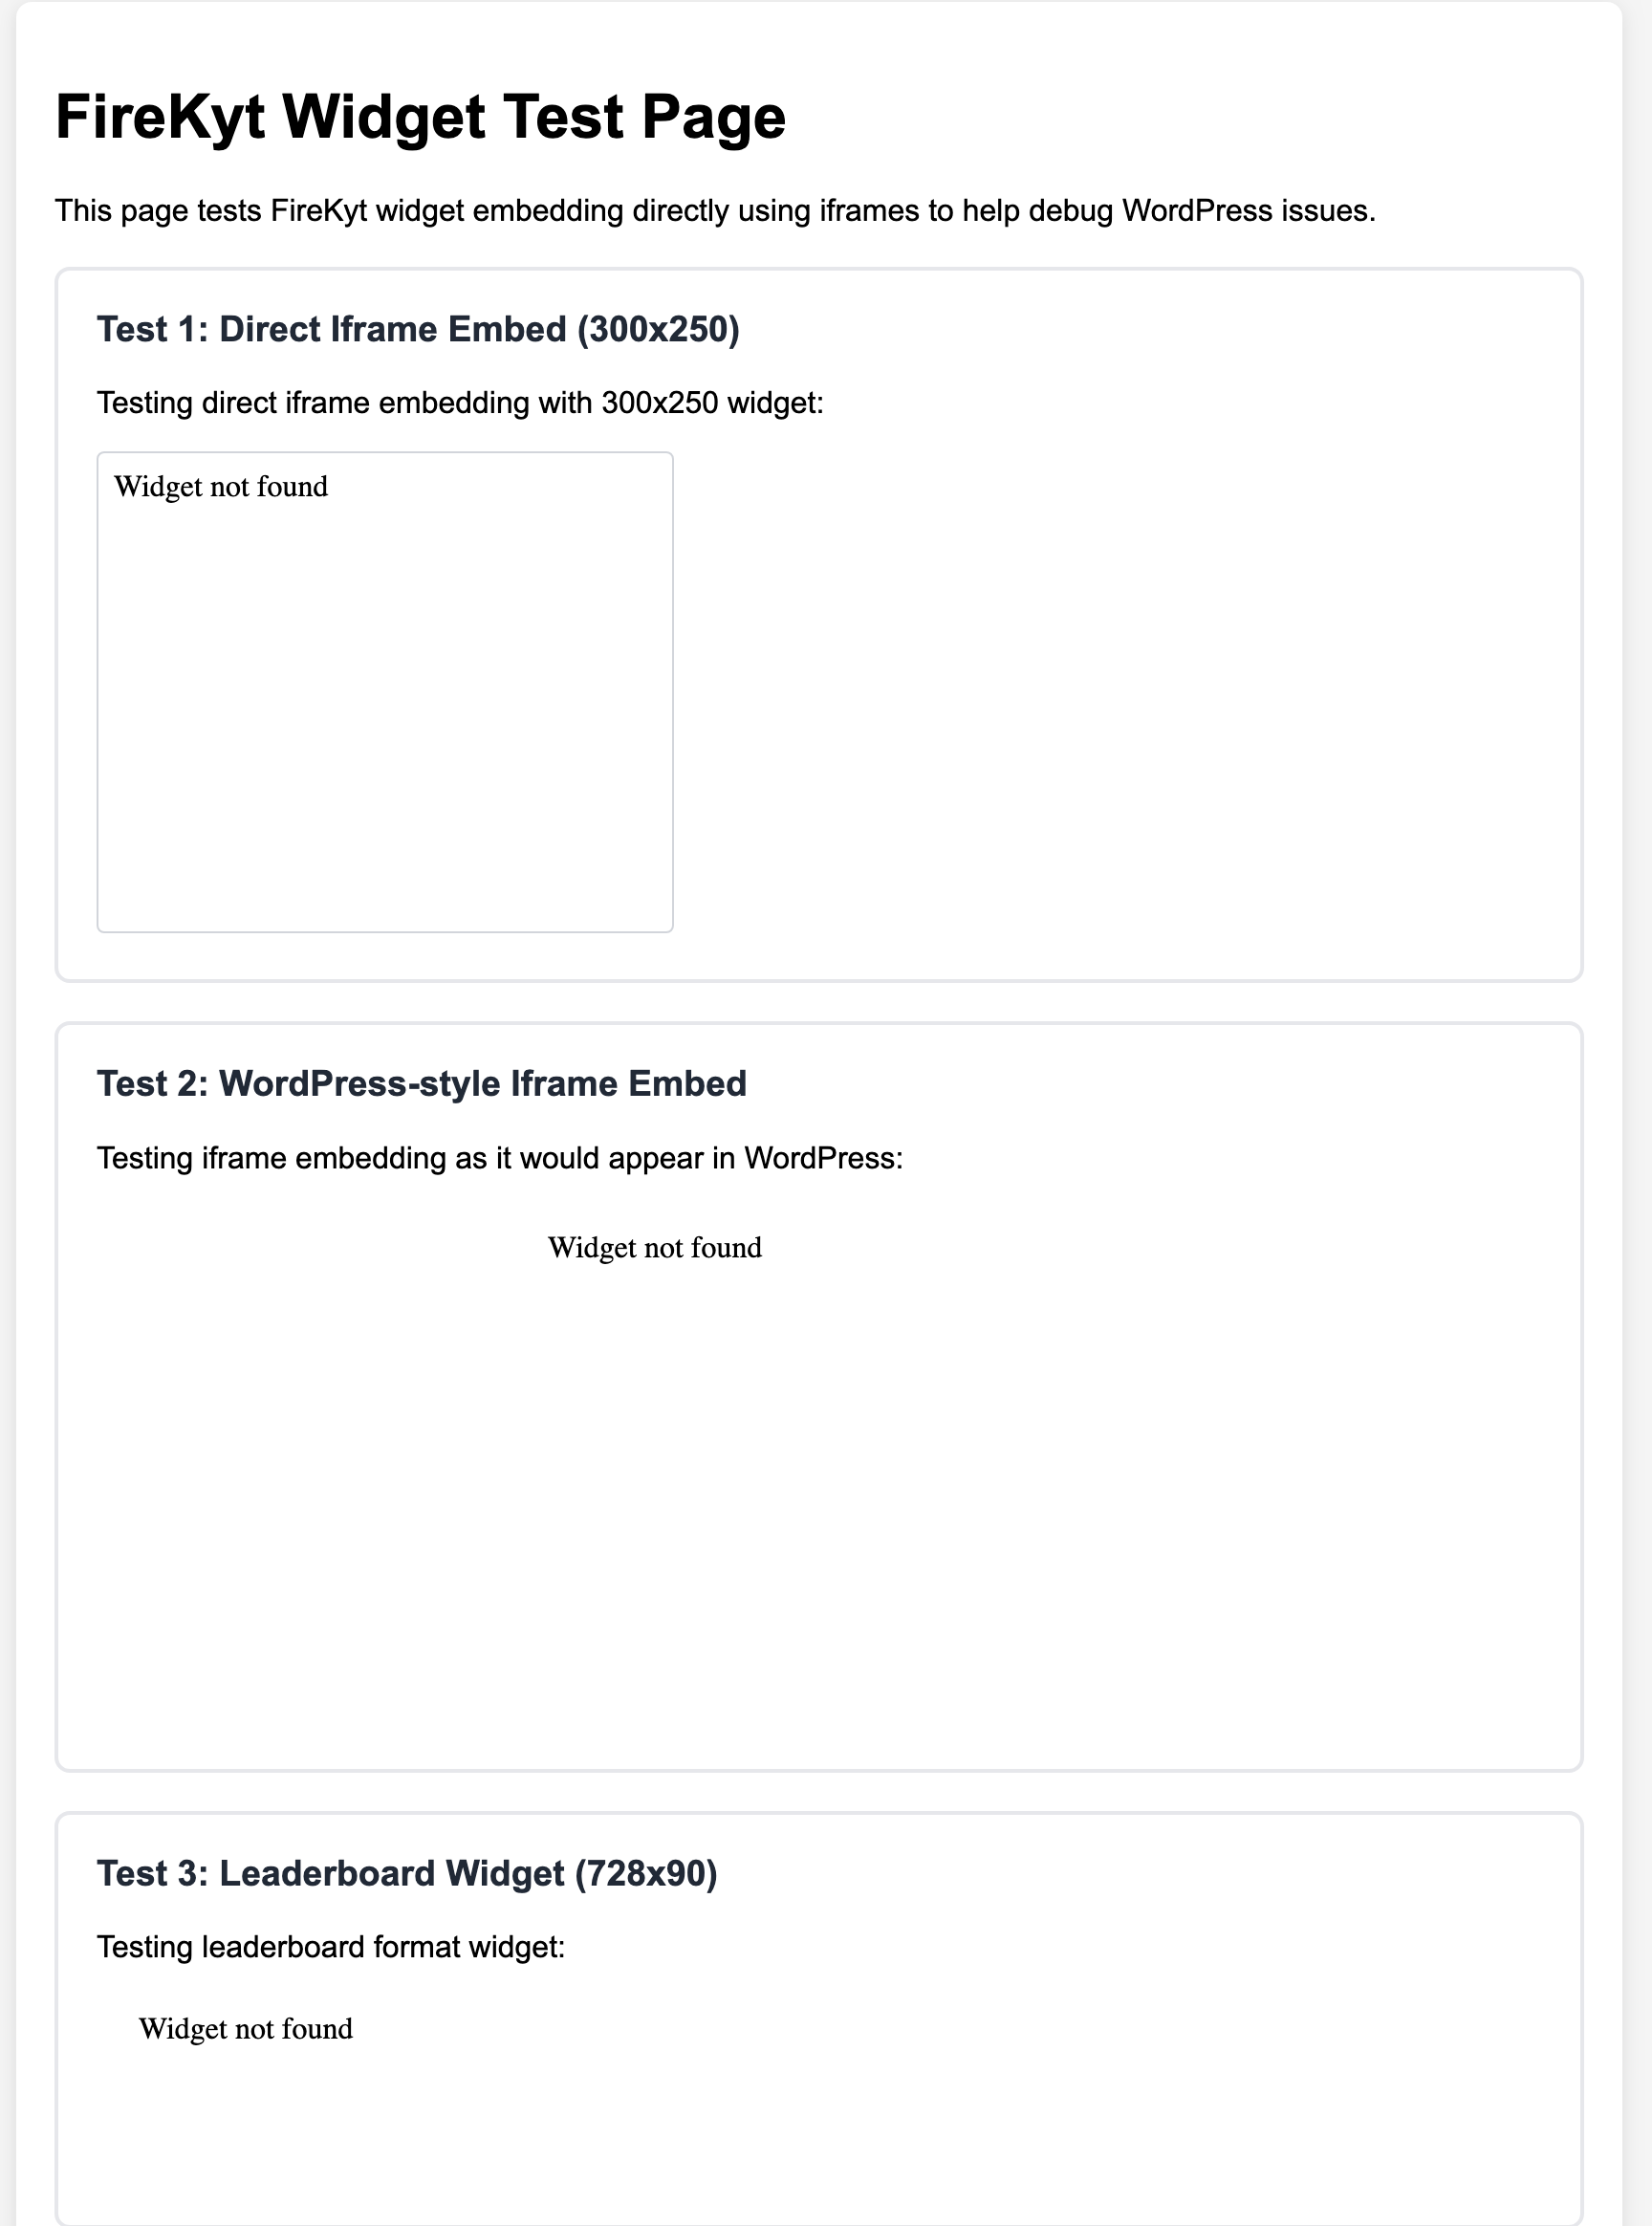 FireKyt Widget Test Page
This page tests FireKyt widget embedding directly using iframes to help debug WordPress issues.
Test 1: Direct Iframe Embed (300x250)
Testing direct iframe embedding with 300x250 widget:
Widget not found
Test 2: WordPress-style Iframe Embed
Testing iframe embedding as it would appear in WordPress:
Widget not found
Test 3: Leaderboard Widget (728x90)
Testing leaderboard format widget:
Widget not found